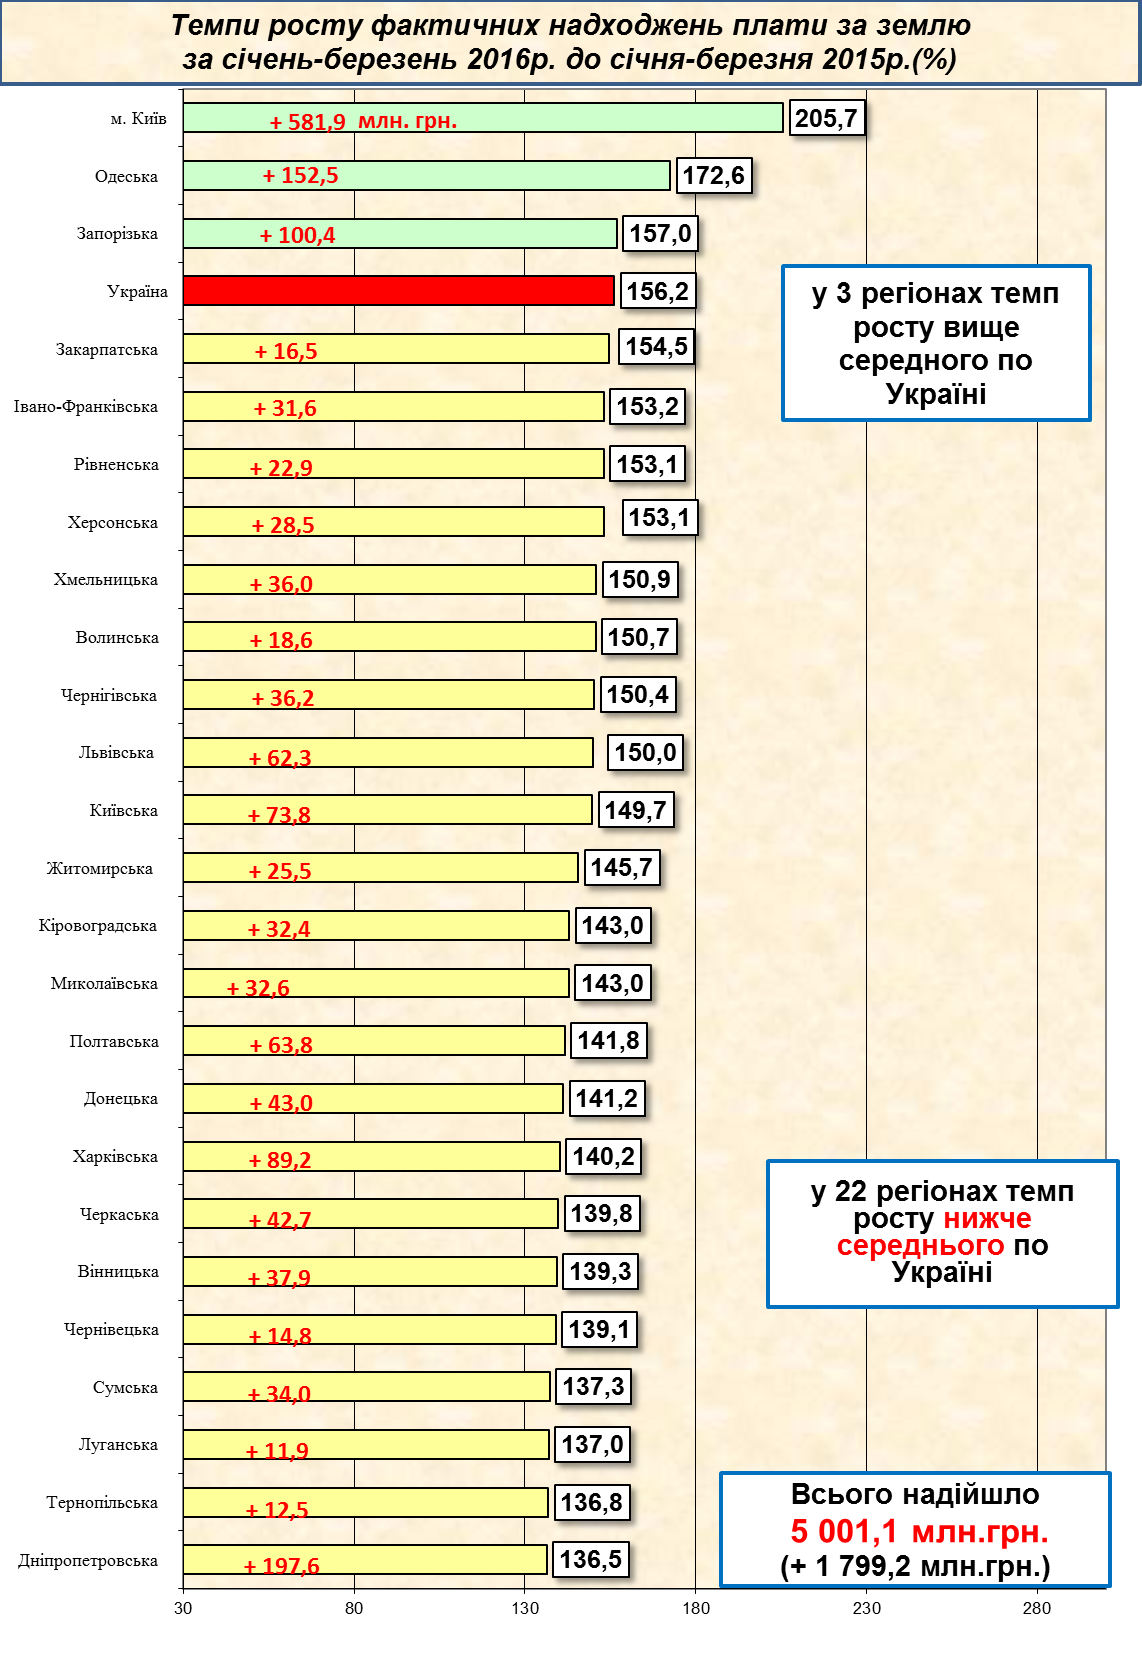 Темпи росту фактичних надходжень плати за землю
за січень-березень 2016р. до січня-березня 2015р.(%)
м. Київ + 581,9 млн. грн. 205,7
Одеська + 152,5 172,6
Запорізька + 100,4 157,0
Україна 156,2
у 3 регіонах темп
росту вище
середного по
Україні
Закарпатська + 16,5 154,5
Івано-Франківська + 31,6 153,2
Рівненська + 22,9 153,1
Херсонська + 28,5 153,1
Хмельницька + 36,0 150,9
Волинська + 18,6 150,7
Чернігівська + 36,2 150,4
Львівська + 62,3 150,0
Київська + 73,8 149,7
Житомирська + 25,5 145,7
Кіровоградська + 32,4 143,0
Миколаївська + 32,6 143,0
Полтавська + 63,8 141,8
Донецька + 43,0 141,2
Харківська + 89,2 140,2
Черкаська + 42,7 139,8
у 22 регіонах темп
росту нижче
середнього по
Україні
Вінницька + 37,9 139,3
Чернівецька + 14,8 139,1
Сумська + 34,0 137,3
Луганська + 11,9 137,0
Тернопільська + 12,5 136,8
Дніпропетровська + 197,6 136,5
Всього надійшло
5 001,1 млн.грн.
(+ 1 799,2 млн.грн.)
30 80 130 180 230 280